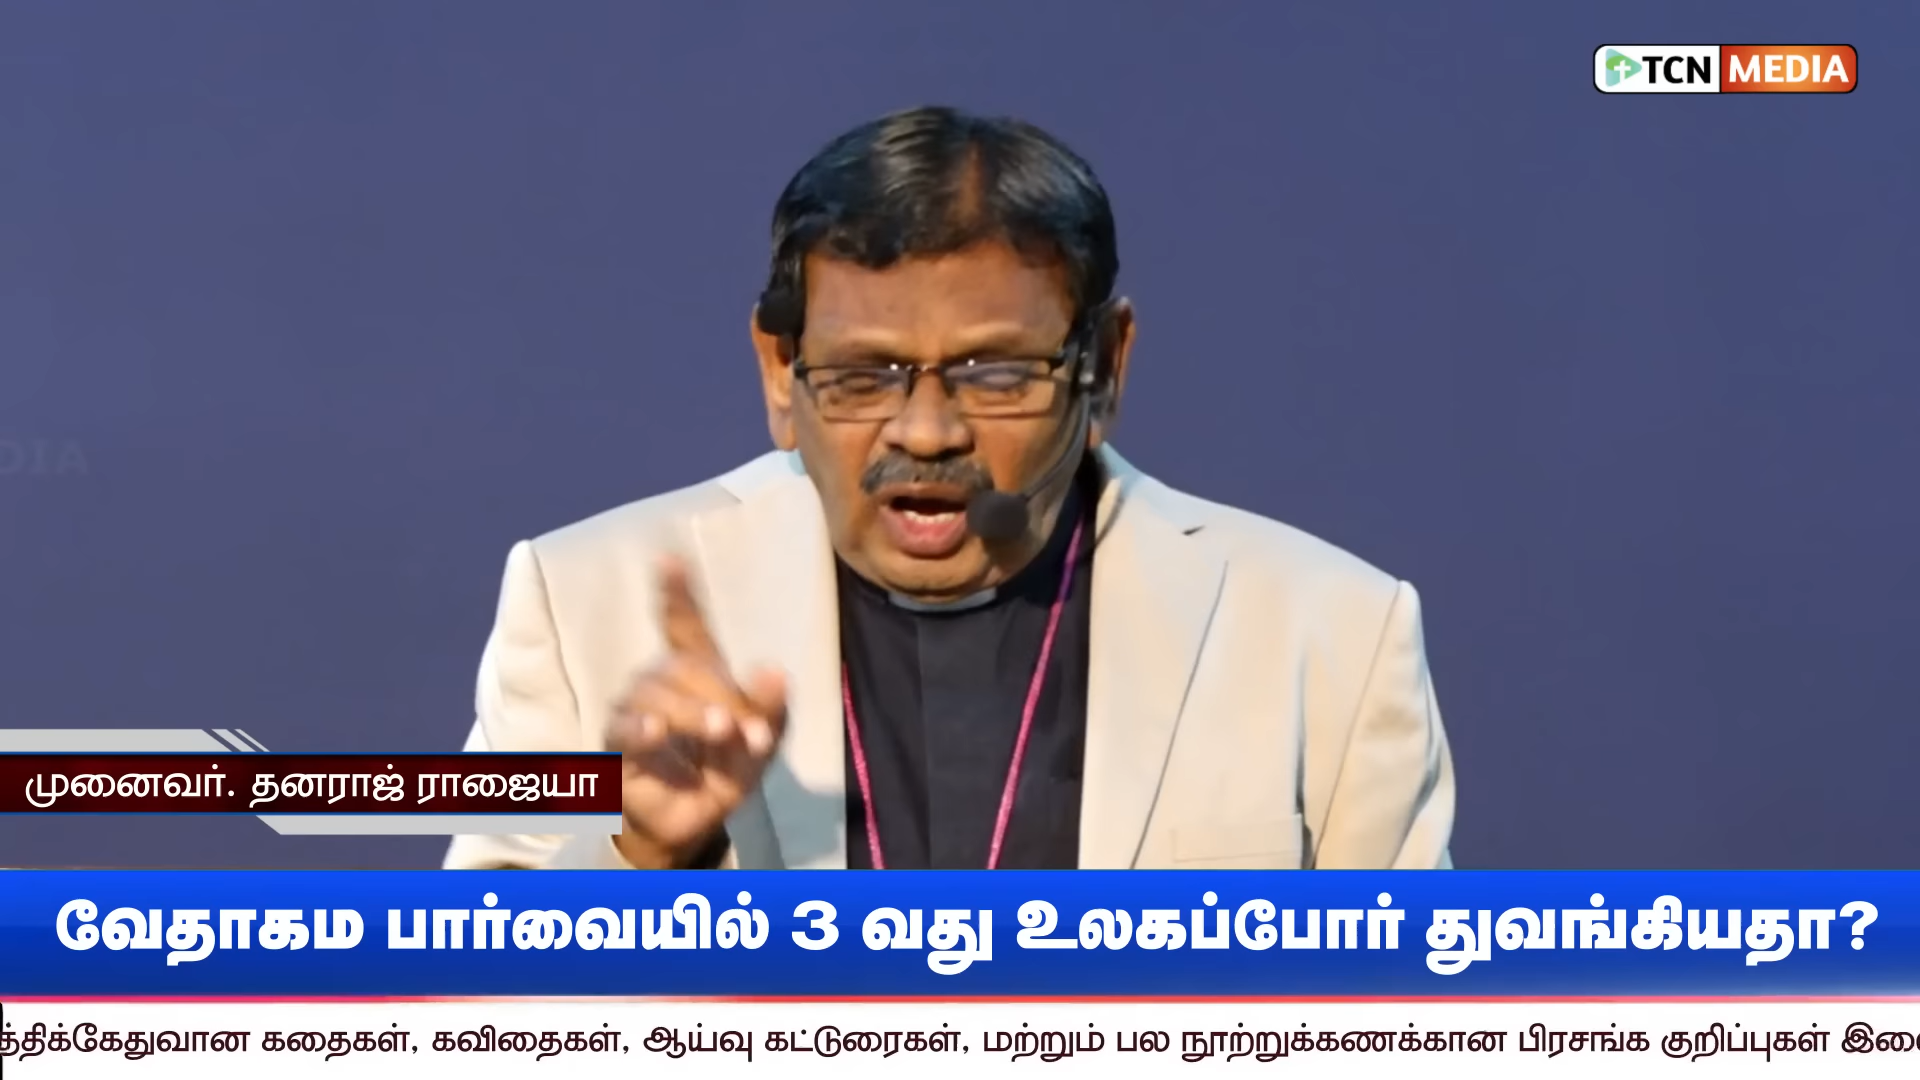 TCN MEDIA
DIA
முனைவர். தனராஜ் ராஜையா
வேதாகம பார்வையில் 3 வது உலகப்போர் துவங்கியதா?
த்திக்கேதுவான கதைகள், கவிதைகள், ஆய்வு கட்டுரைகள், மற்றும் பல நூற்றுக்கணக்கான பிரசங்க குறிப்புகள்